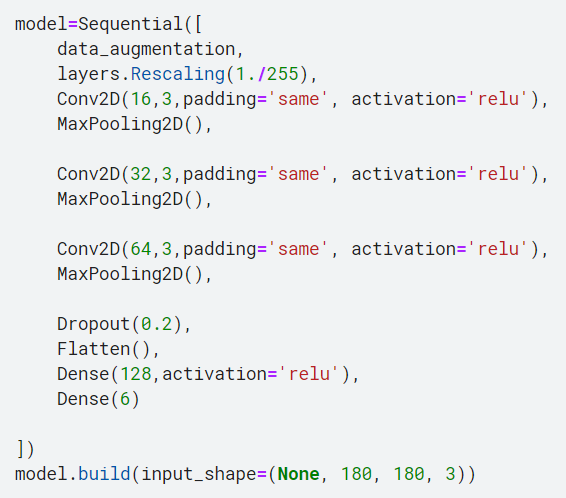 model=Sequential([
    data_augmentation,
    layers.Rescaling(1./255),
    Conv2D(16,3,padding='same', activation='relu'),
    MaxPooling2D(),

    Conv2D(32,3,padding='same', activation='relu'),
    MaxPooling2D(),

    Conv2D(64,3,padding='same', activation='relu'),
    MaxPooling2D(),

    Dropout(0.2),
    Flatten(),
    Dense(128,activation='relu'),
    Dense(6)

])
model.build(input_shape=(None, 180, 180, 3))